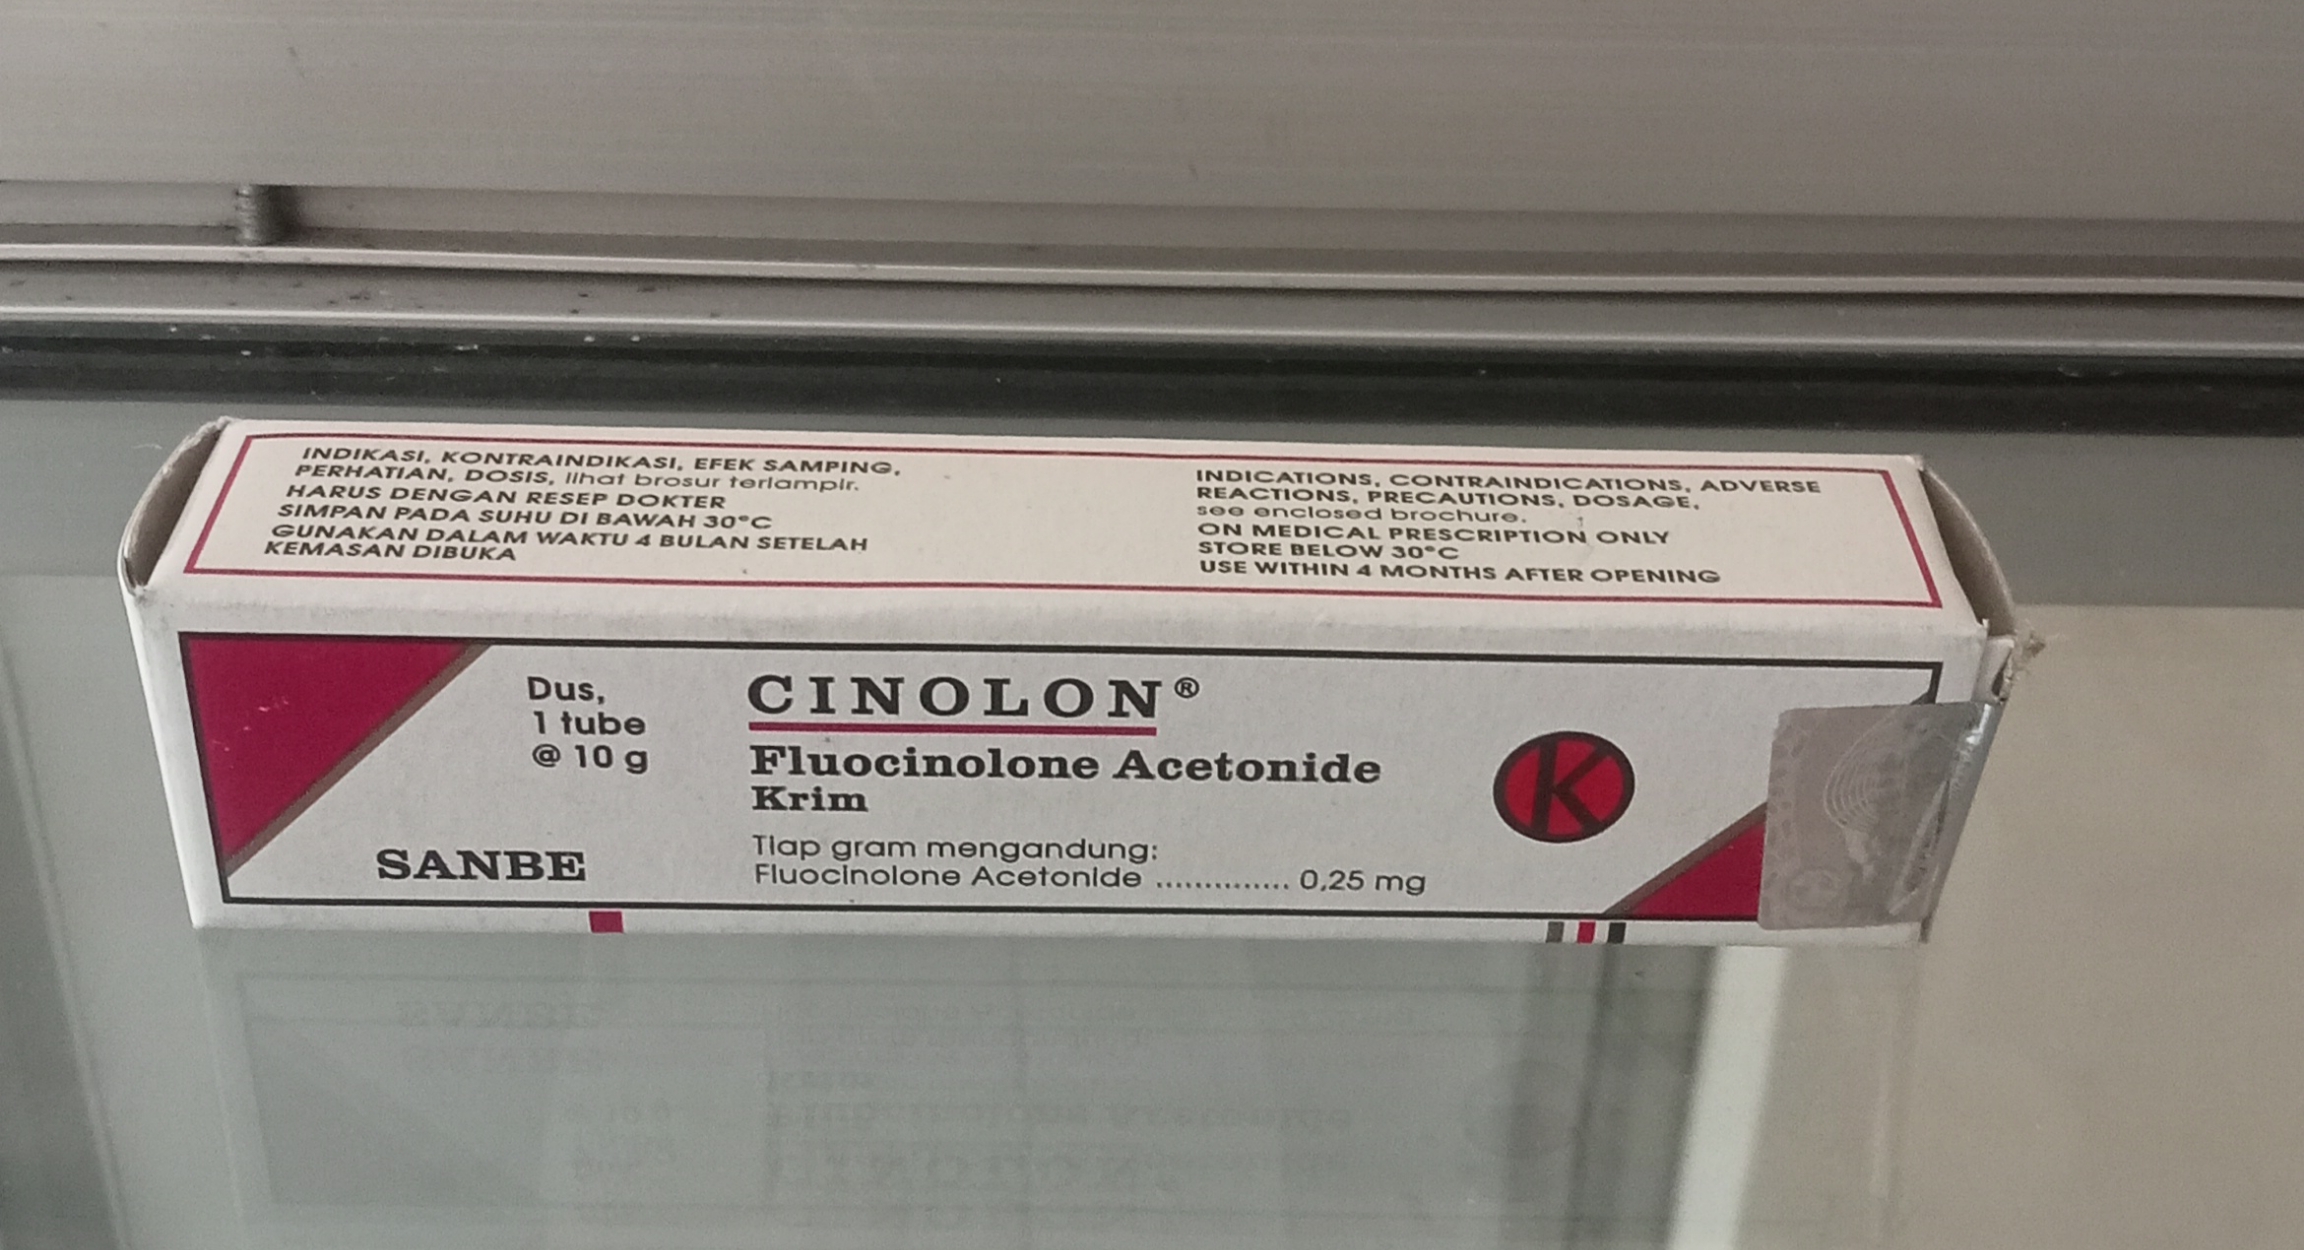 INDIKASI, KONTRAINDIKASI, EFEK SAMPING,
PERHATIAN, DOSIS, lihat brosur terlampir.
HARUS DENGAN RESEP DOKTER
SIMPAN PADA SUHU DI BAWAH 30°C
GUNAKAN DALAM WAKTU 4 BULAN SETELAH
KEMASAN DIBUKA
INDICATIONS, CONTRAINDICATIONS, ADVERSE
REACTIONS, PRECAUTIONS, DOSAGE,
see enclosed brochure.
ON MEDICAL PRESCRIPTION ONLY
STORE BELOW 30°C
USE WITHIN 4 MONTHS AFTER OPENING
Dus,
1 tube
@ 10 g
SANBE
CINOLON®
Fluocinolone Acetonide
Krim
Tiap gram mengandung:
Fluocinolone Acetonide .............. 0,25 mg
K